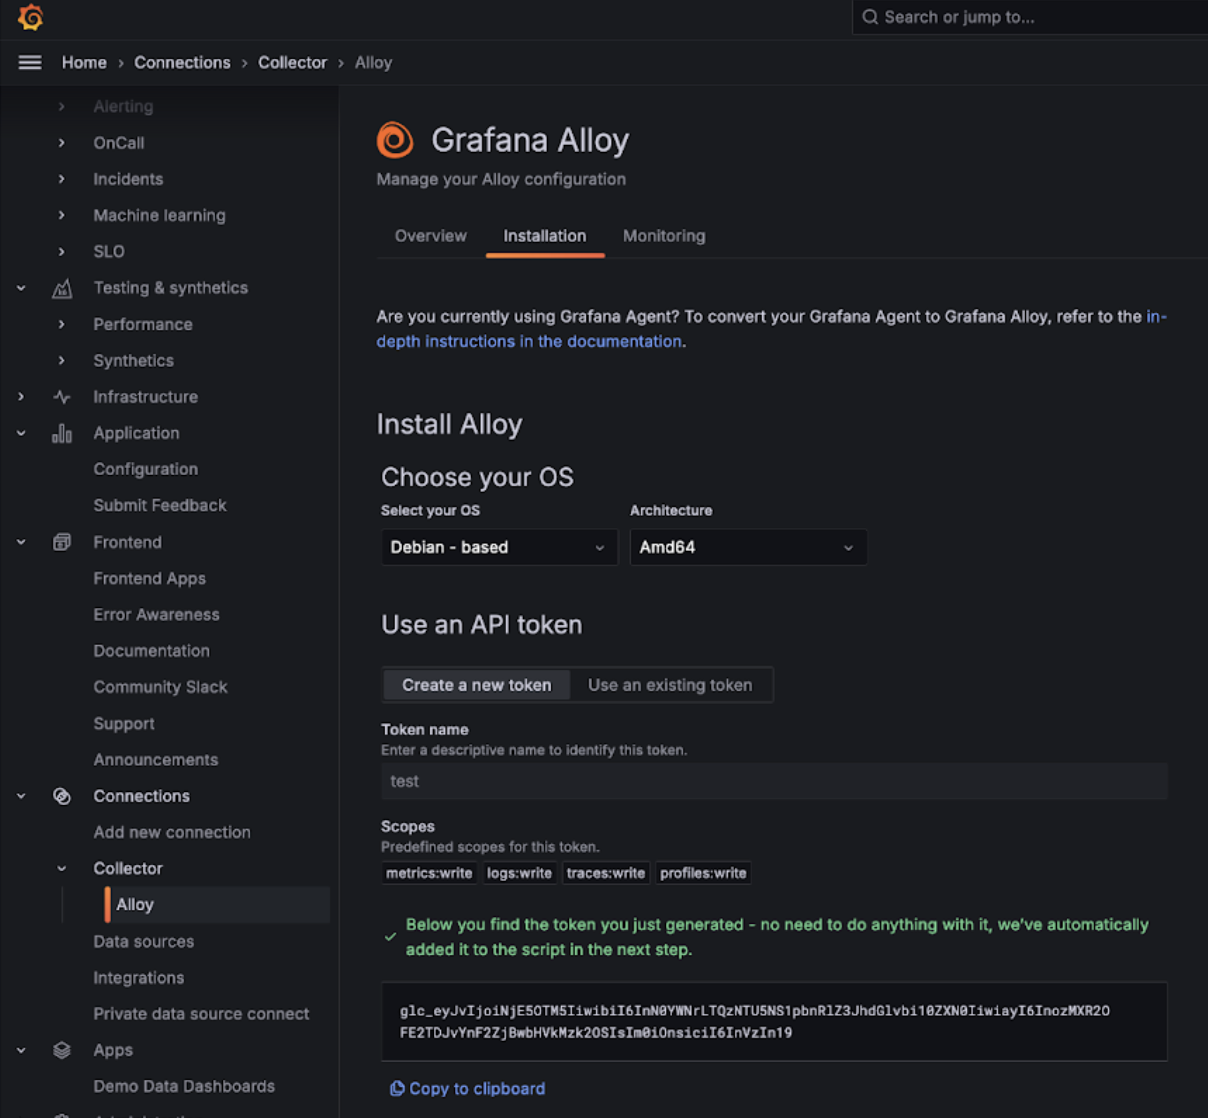 Search or jump to...
Home › Connections › Collector › Alloy
Alerting
OnCall
Incidents
Machine learning
SLO
Testing & synthetics
Performance
Synthetics
Infrastructure
Application
Configuration
Submit Feedback
Frontend
Frontend Apps
Error Awareness
Documentation
Community Slack
Support
Announcements
Connections
Add new connection
Collector
Alloy
Data sources
Integrations
Private data source connect
Apps
Demo Data Dashboards
Grafana Alloy
Manage your Alloy configuration
Overview Installation Monitoring
Are you currently using Grafana Agent? To convert your Grafana Agent to Grafana Alloy, refer to the in-
depth instructions in the documentation.
Install Alloy
Choose your OS
Select your OS Architecture
Debian - based Amd64
Use an API token
Create a new token Use an existing token
Token name
Enter a descriptive name to identify this token.
test
Scopes
Predefined scopes for this token.
metrics:write logs:write traces:write profiles:write
Below you find the token you just generated - no need to do anything with it, we've automatically
added it to the script in the next step.
glc_eyJvIjoiNjE5OTM5IiwibiI6InN0YWNrLTQzNTU5NS1pbnRlZ3JhdGlvbi10ZXN0IiwiayI6InozMXR2O
FE2TDJvYnF2ZjBwbHVkMzk2OSIsIm0iOnsiciI6InVzIn19
Copy to clipboard